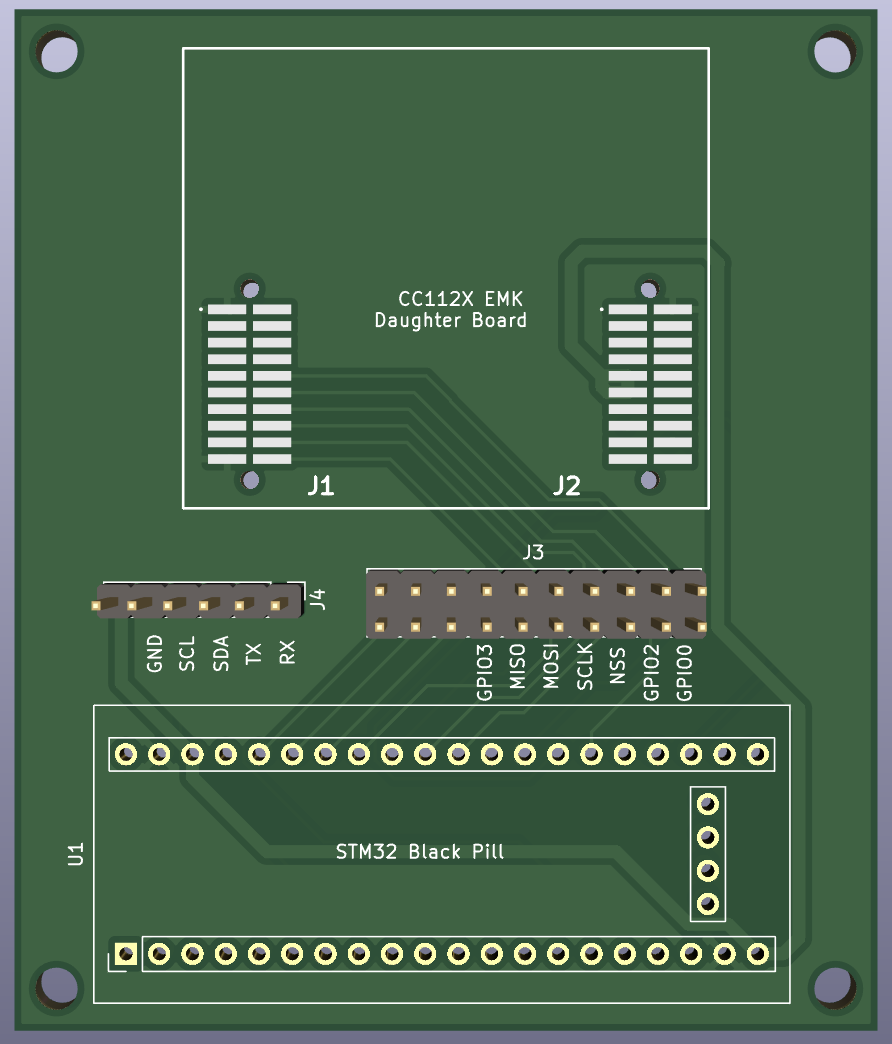 CC112X EMK
Daughter Board
J1
J2
J3
J4
GND
SCL
SDA
TX
RX
GPIO3
MISO
MOSI
SCLK
NSS
GPIO2
GPIO0
U1
STM32 Black Pill